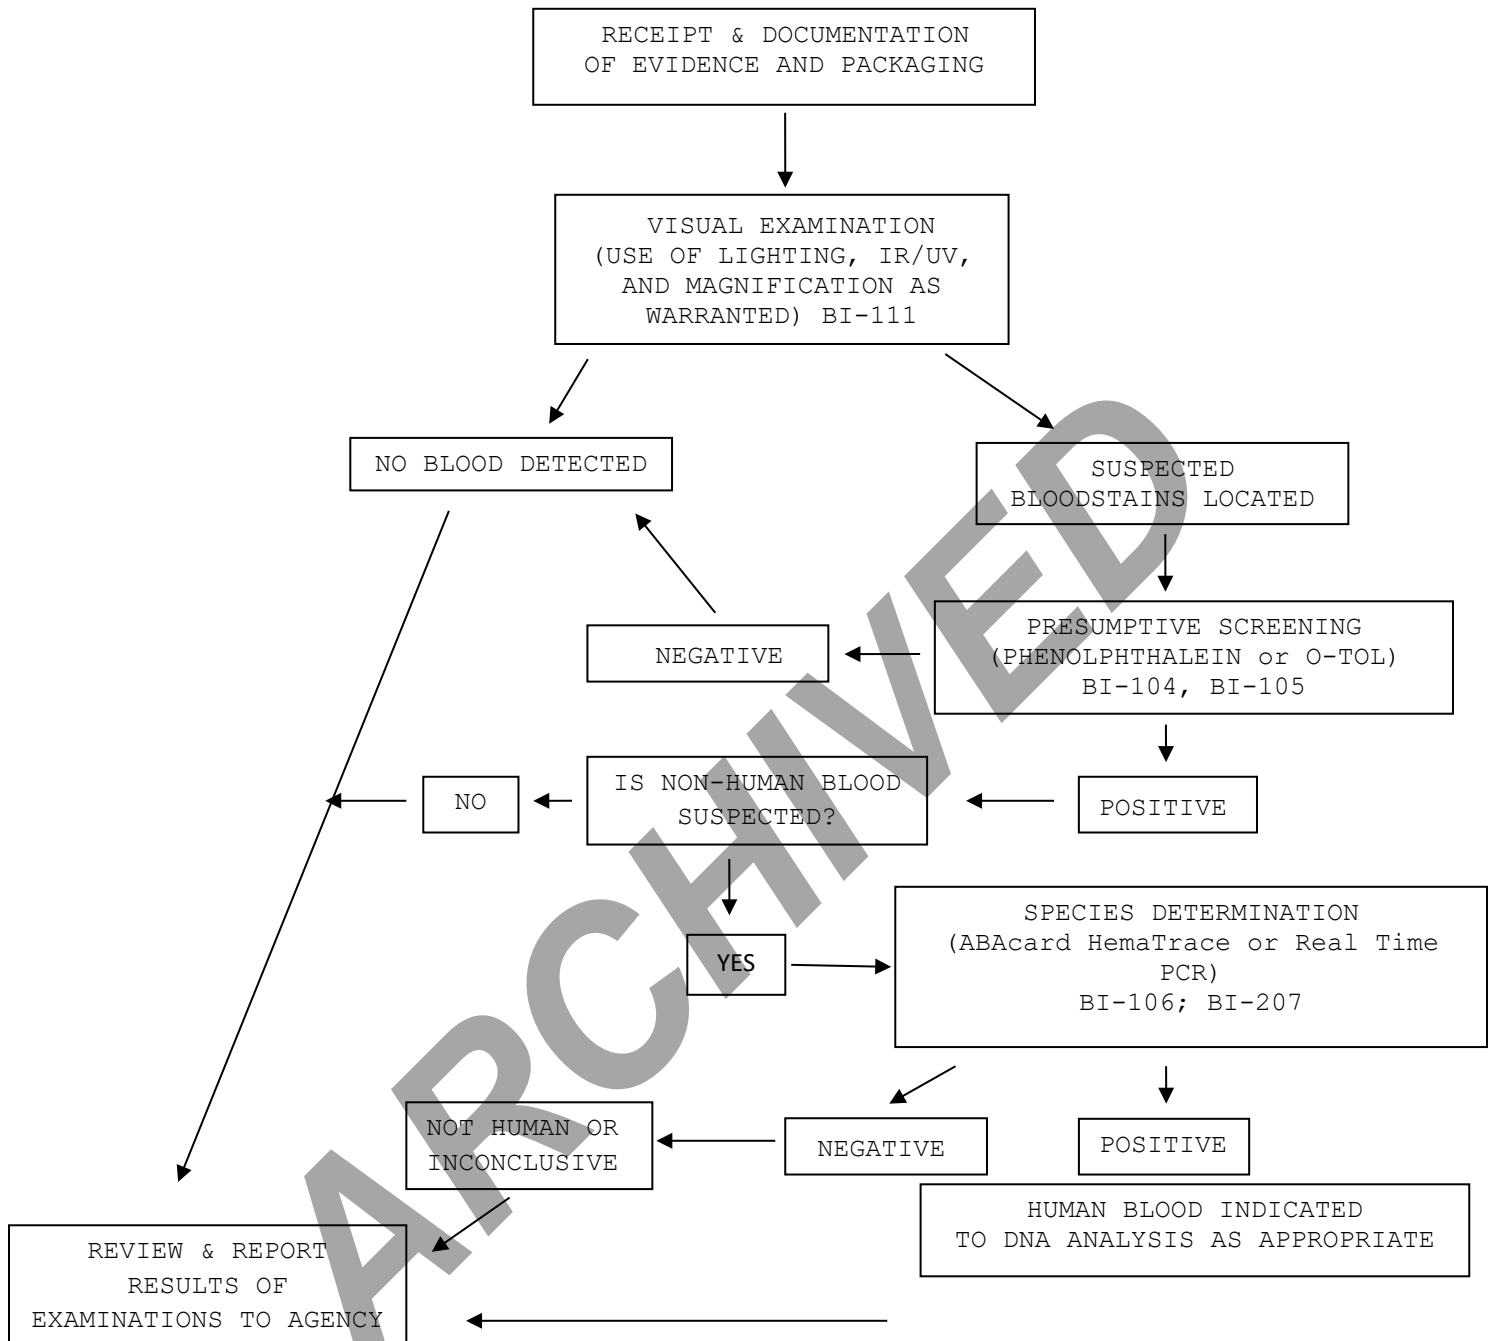 RECEIPT & DOCUMENTATION
OF EVIDENCE AND PACKAGING
VISUAL EXAMINATION
(USE OF LIGHTING, IR/UV,
AND MAGNIFICATION AS
WARRANTED) BI-111
NO BLOOD DETECTED
SUSPECTED
BLOODSTAINS LOCATED
PRESUMPTIVE SCREENING
(PHENOLPHTHALEIN or O-TOL)
BI-104, BI-105
NEGATIVE
POSITIVE
IS NON-HUMAN BLOOD
SUSPECTED?
NO
YES
SPECIES DETERMINATION
(ABAcard HemaTrace or Real Time
PCR)
BI-106; BI-207
NEGATIVE
POSITIVE
NOT HUMAN OR
INCONCLUSIVE
HUMAN BLOOD INDICATED
TO DNA ANALYSIS AS APPROPRIATE
REVIEW & REPORT
RESULTS OF
EXAMINATIONS TO AGENCY
ARCHIVED